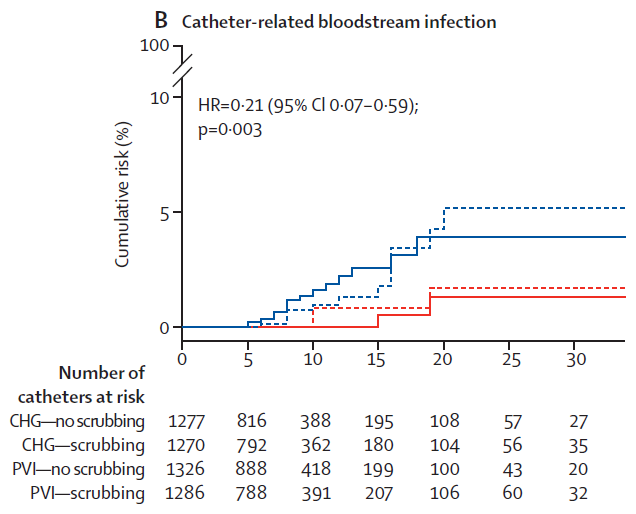 B Catheter-related bloodstream infection
100
10
HR=0·21 (95% CI 0·07–0·59);
p=0·003
Cumulative risk (%)
5
0
0 5 10 15 20 25 30
Number of
catheters at risk
CHG—no scrubbing 1277 816 388 195 108 57 27
CHG—scrubbing 1270 792 362 180 104 56 35
PVI—no scrubbing 1326 888 418 199 100 43 20
PVI—scrubbing 1286 788 391 207 106 60 32